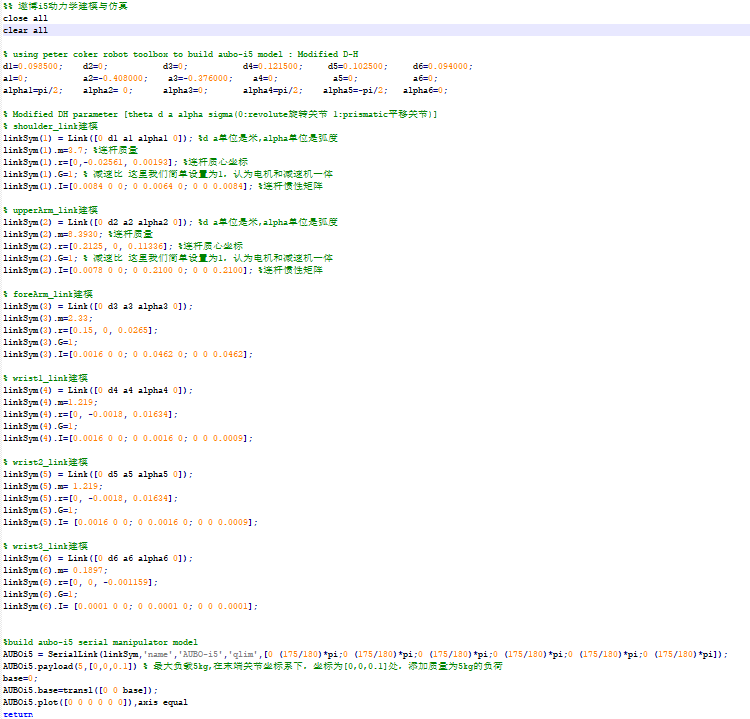 %% 遨博i5动力学建模与仿真
close all
clear all
% using peter coker robot toolbox to build aubo-i5 model : Modified D-H
d1=0.098500; d2=0; d3=0; d4=0.121500; d5=0.102500; d6=0.094000;
a1=0; a2=-0.408000; a3=-0.376000; a4=0; a5=0; a6=0;
alpha1=pi/2; alpha2= 0; alpha3=0; alpha4=pi/2; alpha5=-pi/2; alpha6=0;
% Modified DH parameter [theta d a alpha sigma(0:revolute旋转关节 1:prismatic平移关节)]
% shoulder_link建模
linkSym(1) = Link([0 d1 a1 alpha1 0]); %d a单位是米,alpha单位是弧度
linkSym(1).m=3.7; %连杆质量
linkSym(1).r=[0,-0.02561, 0.00193]; %连杆质心坐标
linkSym(1).G=1; % 减速比 这里我们简单设置为1，认为电机和减速机一体
linkSym(1).I=[0.0084 0 0; 0 0.0064 0; 0 0 0.0084]; %连杆惯性矩阵
% upperArm_link建模
linkSym(2) = Link([0 d2 a2 alpha2 0]); %d a单位是米,alpha单位是弧度
linkSym(2).m=8.3930; %连杆质量
linkSym(2).r=[0.2125, 0, 0.11336]; %连杆质心坐标
linkSym(2).G=1; % 减速比 这里我们简单设置为1，认为电机和减速机一体
linkSym(2).I=[0.0078 0 0; 0 0.2100 0; 0 0 0.2100]; %连杆惯性矩阵
% foreArm_link建模
linkSym(3) = Link([0 d3 a3 alpha3 0]);
linkSym(3).m=2.33;
linkSym(3).r=[0.15, 0, 0.0265];
linkSym(3).G=1;
linkSym(3).I=[0.0016 0 0; 0 0.0462 0; 0 0 0.0462];
% wrist1_link建模
linkSym(4) = Link([0 d4 a4 alpha4 0]);
linkSym(4).m=1.219;
linkSym(4).r=[0, -0.0018, 0.01634];
linkSym(4).G=1;
linkSym(4).I=[0.0016 0 0; 0 0.0016 0; 0 0 0.0009];
% wrist2_link建模
linkSym(5) = Link([0 d5 a5 alpha5 0]);
linkSym(5).m= 1.219;
linkSym(5).r=[0, -0.0018, 0.01634];
linkSym(5).G=1;
linkSym(5).I= [0.0016 0 0; 0 0.0016 0; 0 0 0.0009];
% wrist3_link建模
linkSym(6) = Link([0 d6 a6 alpha6 0]);
linkSym(6).m= 0.1897;
linkSym(6).r=[0, 0, -0.001159];
linkSym(6).G=1;
linkSym(6).I= [0.0001 0 0; 0 0.0001 0; 0 0 0.0001];
%build aubo-i5 serial manipulator model
AUBOi5 = SerialLink(linkSym,'name','AUBO-i5','qlim',[0 (175/180)*pi;0 (175/180)*pi;0 (175/180)*pi;0 (175/180)*pi;0 (175/180)*pi;0 (175/180)*pi]);
AUBOi5.payload(5,[0,0,0.1]) % 最大负载5kg,在末端关节坐标系下，坐标为[0,0,0.1]处，添加质量为5kg的负荷
base=0;
AUBOi5.base=transl([0 0 base]);
AUBOi5.plot([0 0 0 0 0 0]),axis equal
return